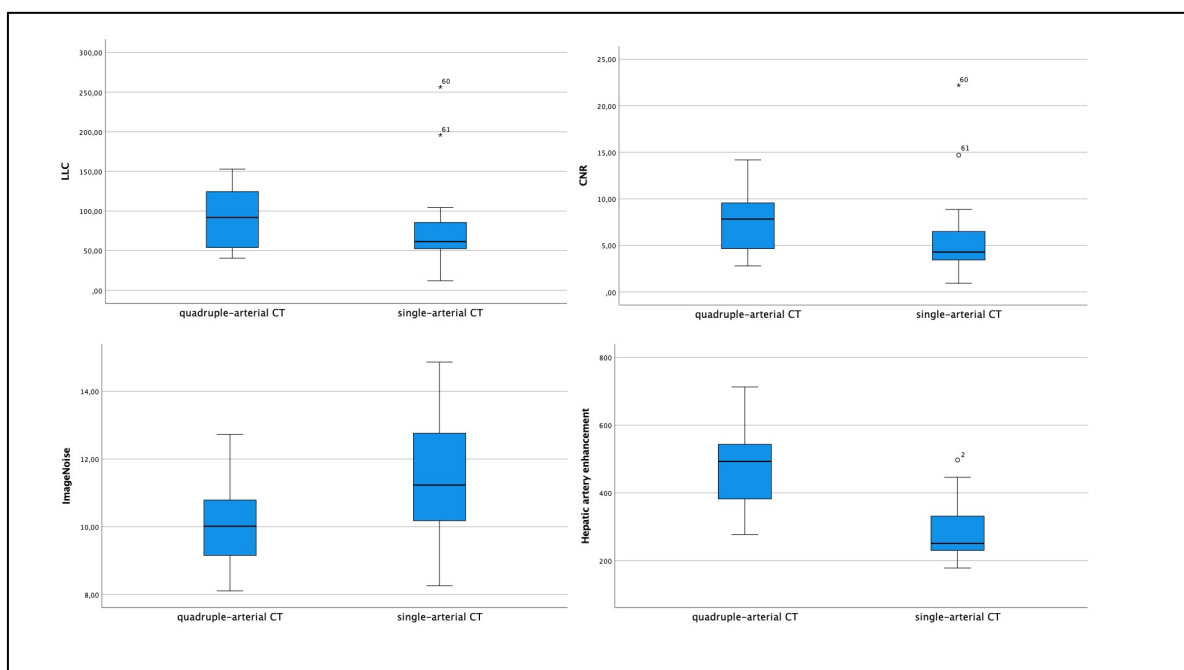 300,00
250,00
200,00
150,00
100,00
50,00
,00
LLC
60
61
quadruple-arterial CT
single-arterial CT
25,00
20,00
15,00
10,00
5,00
,00
CNR
60
61
quadruple-arterial CT
single-arterial CT
14,00
12,00
10,00
8,00
ImageNoise
quadruple-arterial CT
single-arterial CT
800
600
400
200
Hepatic artery enhancement
2
quadruple-arterial CT
single-arterial CT